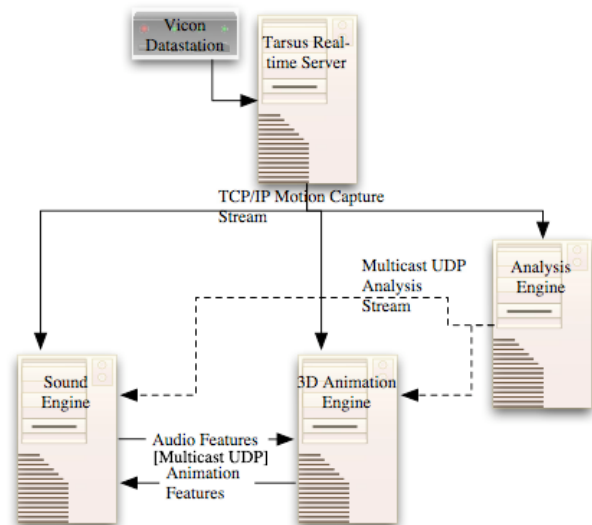 Vicon
Datastation
Tarsus Real-
time Server
TCP/IP Motion Capture
Stream
Multicast UDP
Analysis
Stream
Analysis
Engine
Sound
Engine
3D Animation
Engine
Audio Features
[Multicast UDP]
Animation
Features